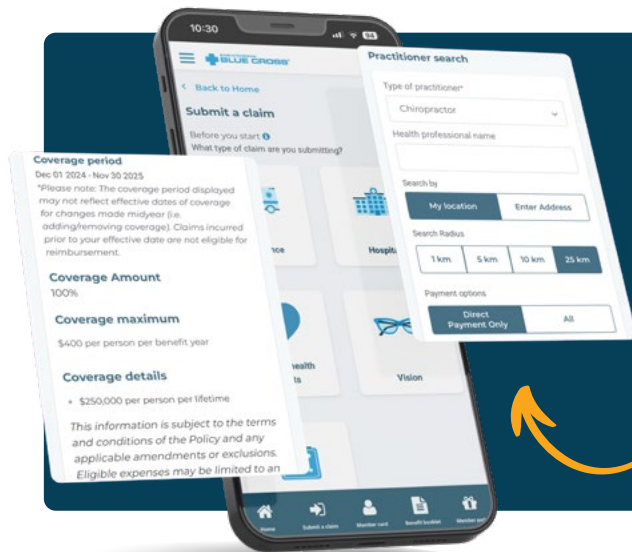 10:30
94
BLUE CROSS
Back to Home
Submit a claim
Before you start
What type of claim are you submitting?
Hospital
Vision
Home
Submit a claim
Member card
Benefit booklet
Coverage period
Dec 01 2024 - Nov 30 2025
*Please note: The coverage period displayed
may not reflect effective dates of coverage
for changes made midyear (i.e.
adding/removing coverage). Claims incurred
prior to your effective date are not eligible for
reimbursement.
Coverage Amount
100%
Coverage maximum
$400 per person per benefit year
Coverage details
• $250,000 per person per lifetime
This information is subject to the terms
and conditions of the Policy and any
applicable amendments or exclusions.
Eligible expenses may be limited to an
Practitioner search
Type of practitioner*
Chiropractor
Health professional name
Search by
My location
Enter Address
Search Radius
1 km
5 km
10 km
25 km
Payment options
Direct
Payment Only
All